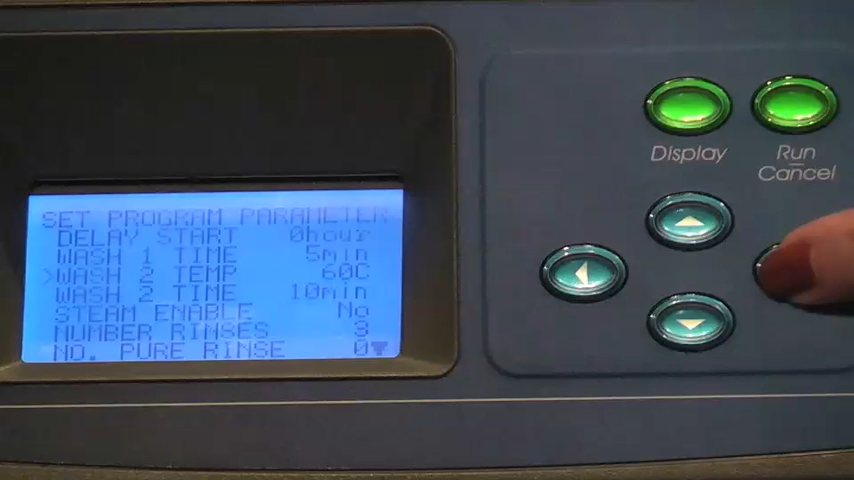 SET PROGRAM PARAMETER
DELAY START 0hour
WASH 1 TIME 5min
>WASH 2 TEMP 60C
WASH 2 TIME 10min
STEAM ENABLE No
NUMBER RINSES 3
NO. PURE RINSE 0▼
Display
Run
Cancel